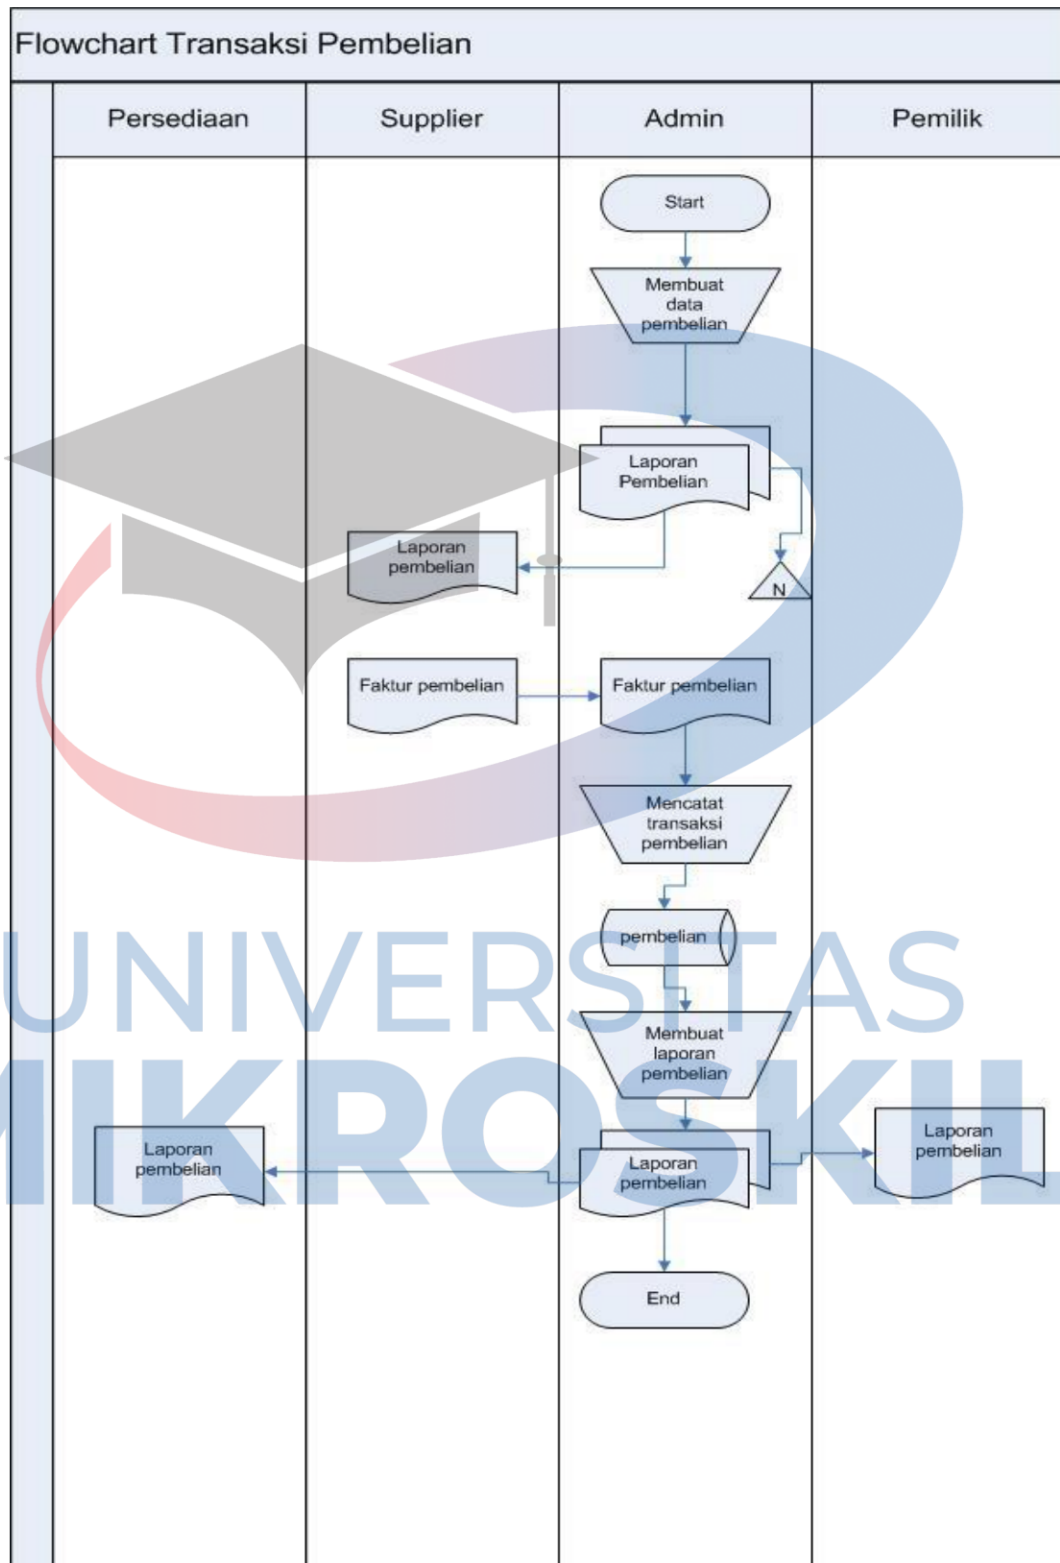 Flowchart Transaksi Pembelian
Persediaan
Supplier
Admin
Pemilik
Start
Membuat
data
pembelian
Laporan
Pembelian
Laporan
pembelian
N
Faktur pembelian
Faktur pembelian
Mencatat
transaksi
pembelian
pembelian
UNIVERSITAS
Membuat
laporan
pembelian
MIKROSKIL
Laporan
pembelian
Laporan
pembelian
Laporan
pembelian
End